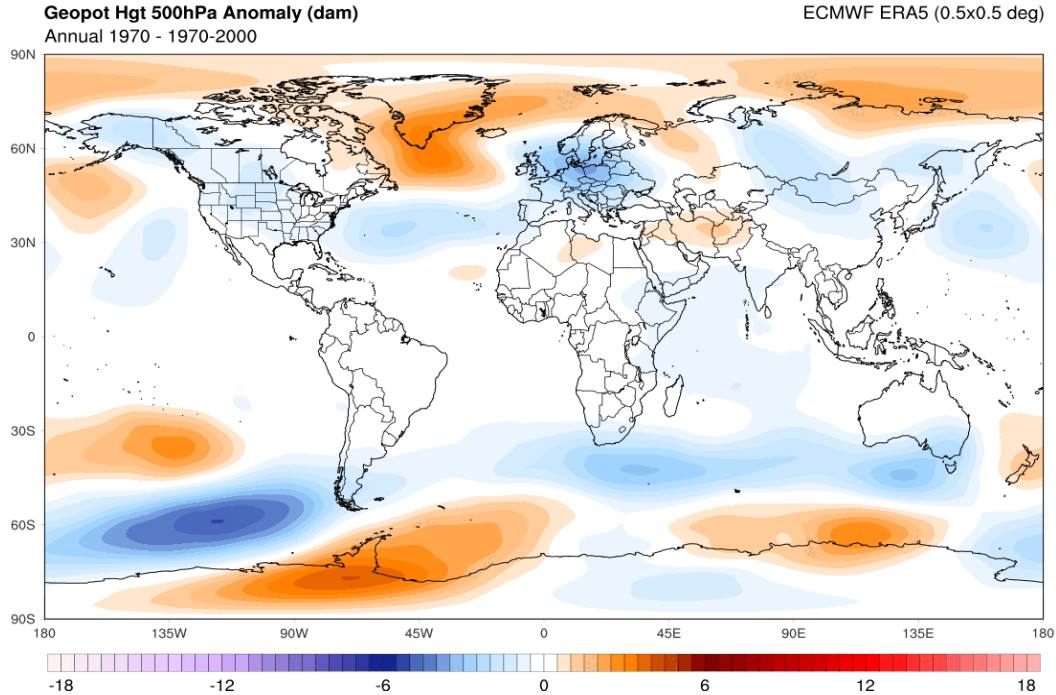 Geopot Hgt 500hPa Anomaly (dam)
ECMWF ERA5 (0.5x0.5 deg)
Annual 1970 - 1970-2000
90N
60N
30N
0
30S
60S
90S
180
135W
90W
45W
0
45E
90E
135E
180
-18
-12
-6
0
6
12
18